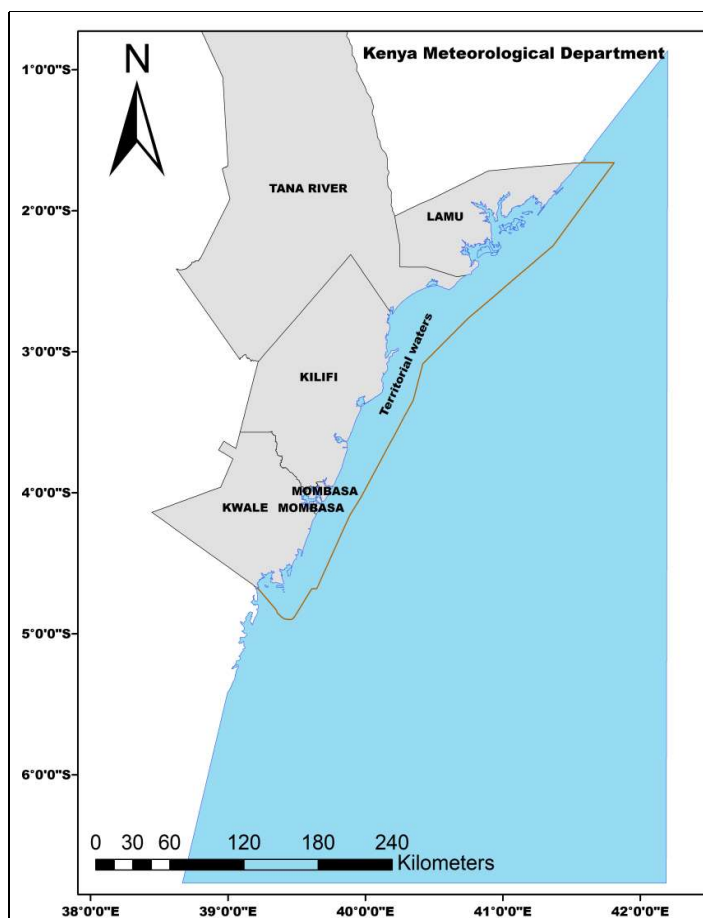 Kenya Meteorological Department
N
1°0'0"S
TANA RIVER
2°0'0"S
LAMU
3°0'0"S
Territorial waters
KILIFI
4°0'0"S
MOMBASA
KWALE
MOMBASA
5°0'0"S
6°0'0"S
0 30 60 120 180 240
Kilometers
38°0'0"E 39°0'0"E 40°0'0"E 41°0'0"E 42°0'0"E